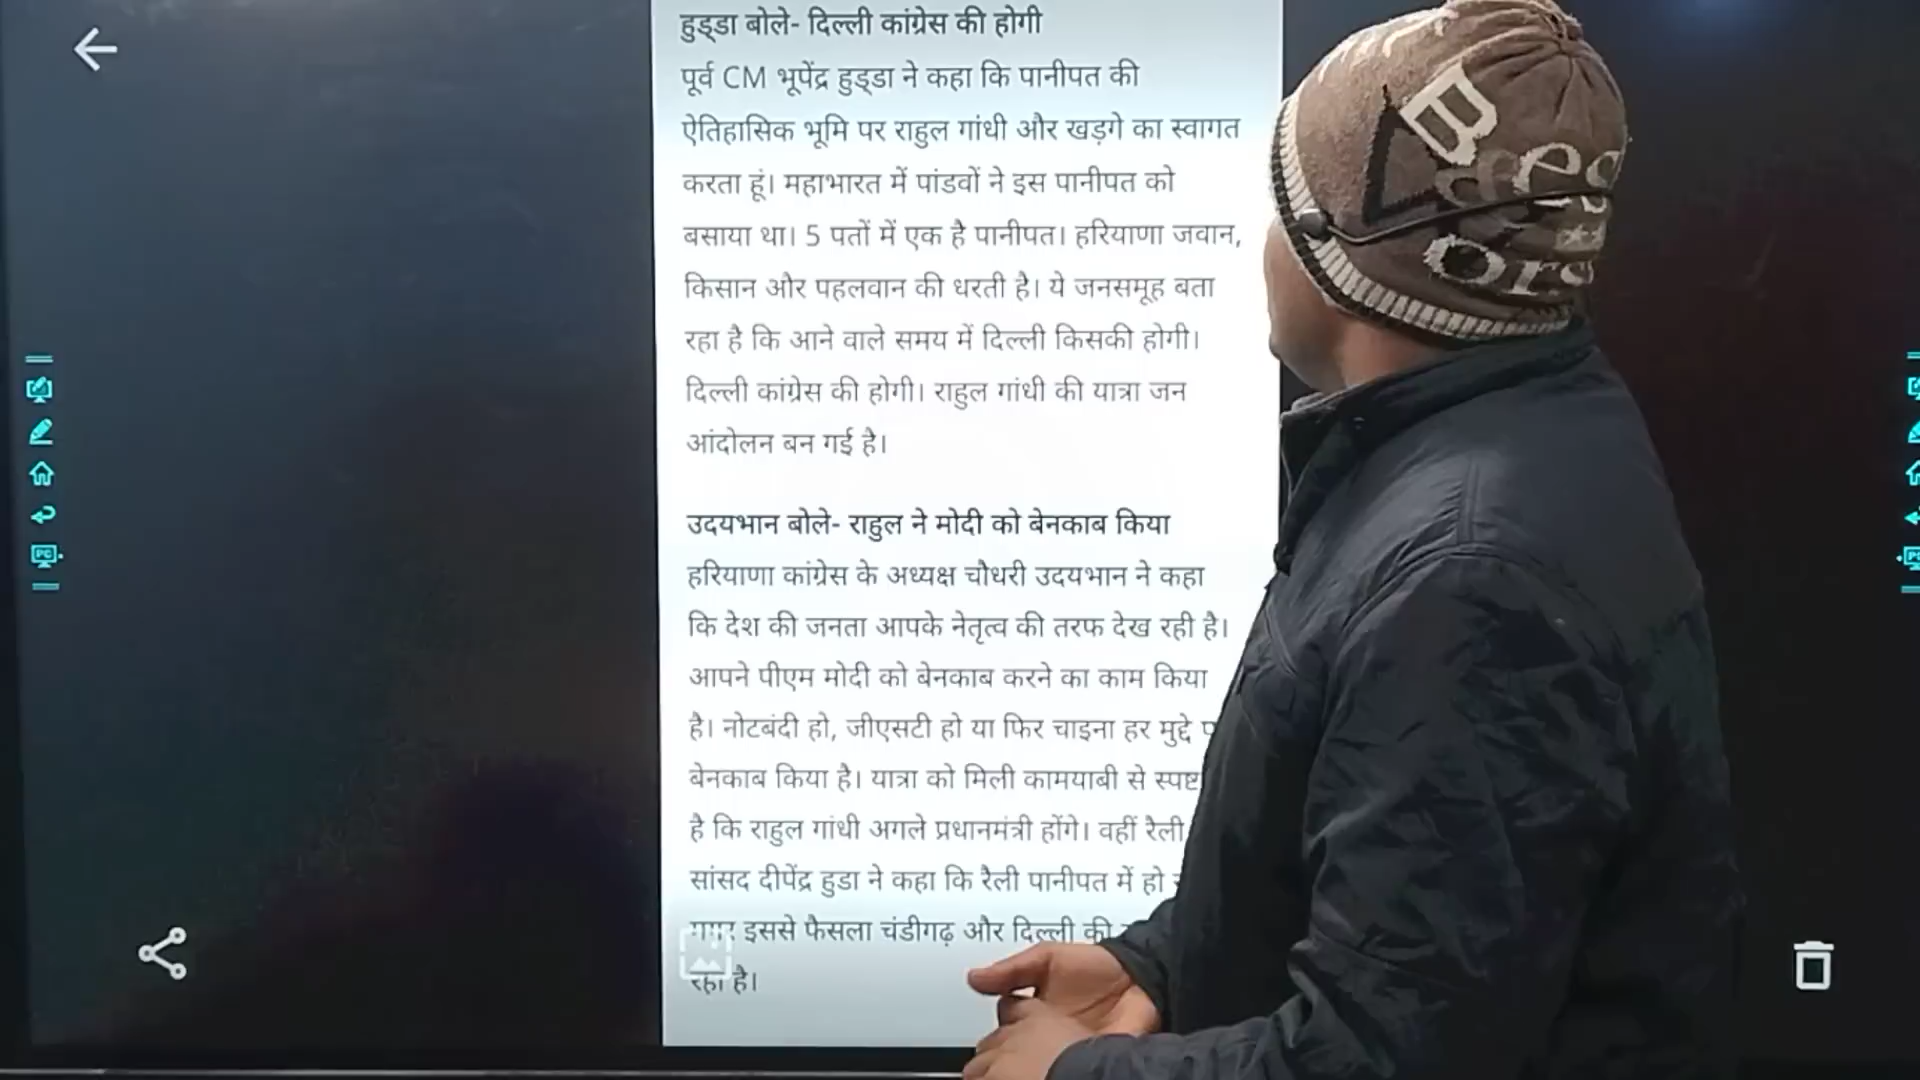 हुड्डा बोले- दिल्ली कांग्रेस की होगी
पूर्व CM भूपेंद्र हुड्डा ने कहा कि पानीपत की
ऐतिहासिक भूमि पर राहुल गांधी और खड़गे का स्वागत
करता हूं। महाभारत में पांडवों ने इस पानीपत को
बसाया था। 5 पतों में एक है पानीपत। हरियाणा जवान,
किसान और पहलवान की धरती है। ये जनसमूह बता
रहा है कि आने वाले समय में दिल्ली किसकी होगी।
दिल्ली कांग्रेस की होगी। राहुल गांधी की यात्रा जन
आंदोलन बन गई है।
उदयभान बोले- राहुल ने मोदी को बेनकाब किया
हरियाणा कांग्रेस के अध्यक्ष चौधरी उदयभान ने कहा
कि देश की जनता आपके नेतृत्व की तरफ देख रही है।
आपने पीएम मोदी को बेनकाब करने का काम किया
है। नोटबंदी हो, जीएसटी हो या फिर चाइना हर मुद्दे
बेनकाब किया है। यात्रा को मिली कामयाबी से स्पष्ट
है कि राहुल गांधी अगले प्रधानमंत्री होंगे। वहीं रैली
सांसद दीपेंद्र हुडा ने कहा कि रैली पानीपत में हो
इससे फैसला चंडीगढ़ और दिल्ली की
रहा है।
PC